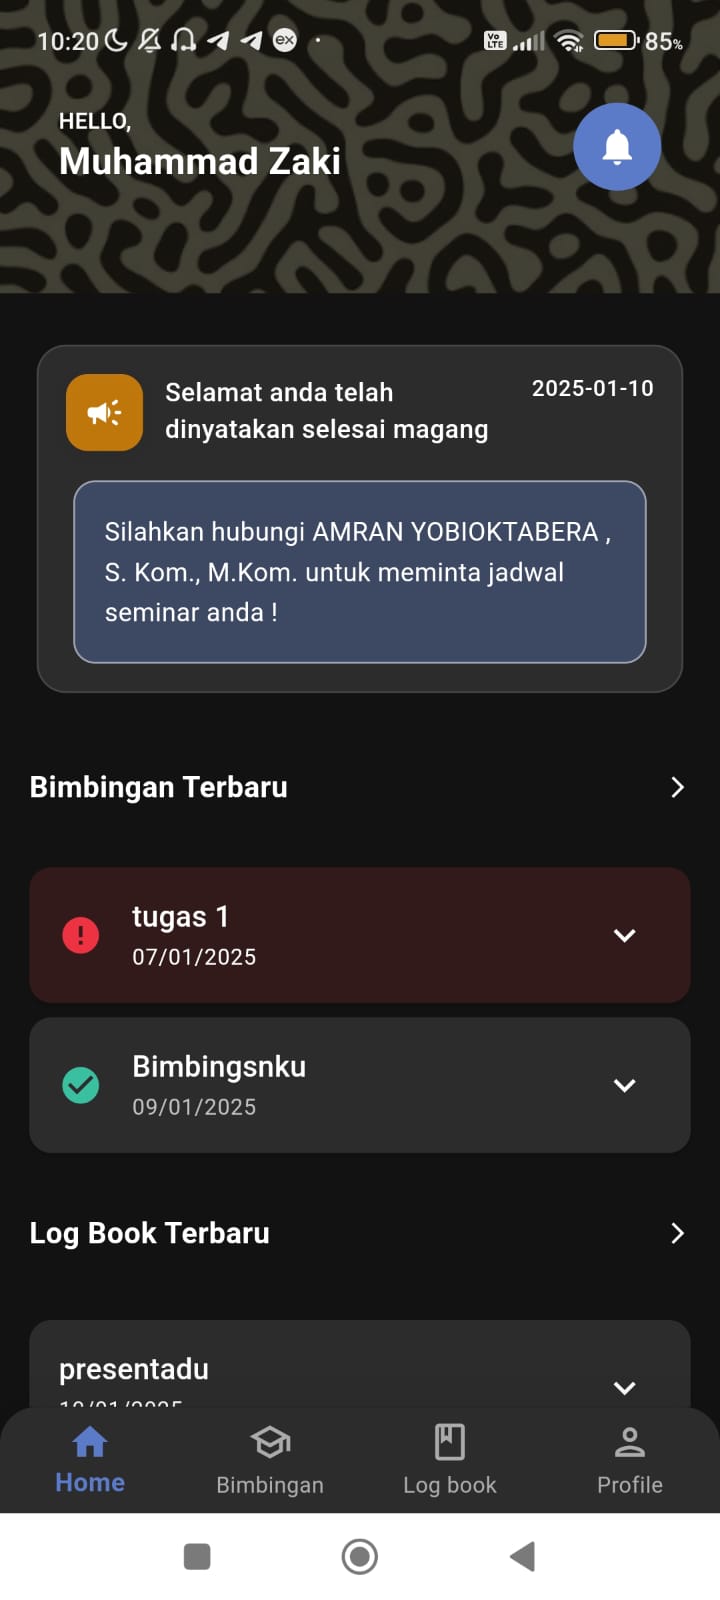 10:20 ex VoLTE 85%
HELLO,
Muhammad Zaki
Selamat anda telah
dinyatakan selesai magang
2025-01-10
Silahkan hubungi AMRAN YOBIOKTABERA ,
S. Kom., M.Kom. untuk meminta jadwal
seminar anda !
Bimbingan Terbaru
tugas 1
07/01/2025
Bimbingsnku
09/01/2025
Log Book Terbaru
presentadu
Home Bimbingan Log book Profile